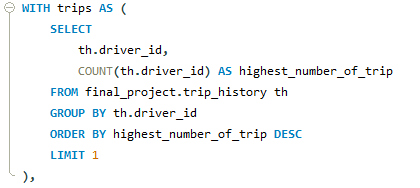 WITH trips AS (
SELECT
th.driver_id,
COUNT(th.driver_id) AS highest_number_of_trip
FROM final_project.trip_history th
GROUP BY th.driver_id
ORDER BY highest_number_of_trip DESC
LIMIT 1
),